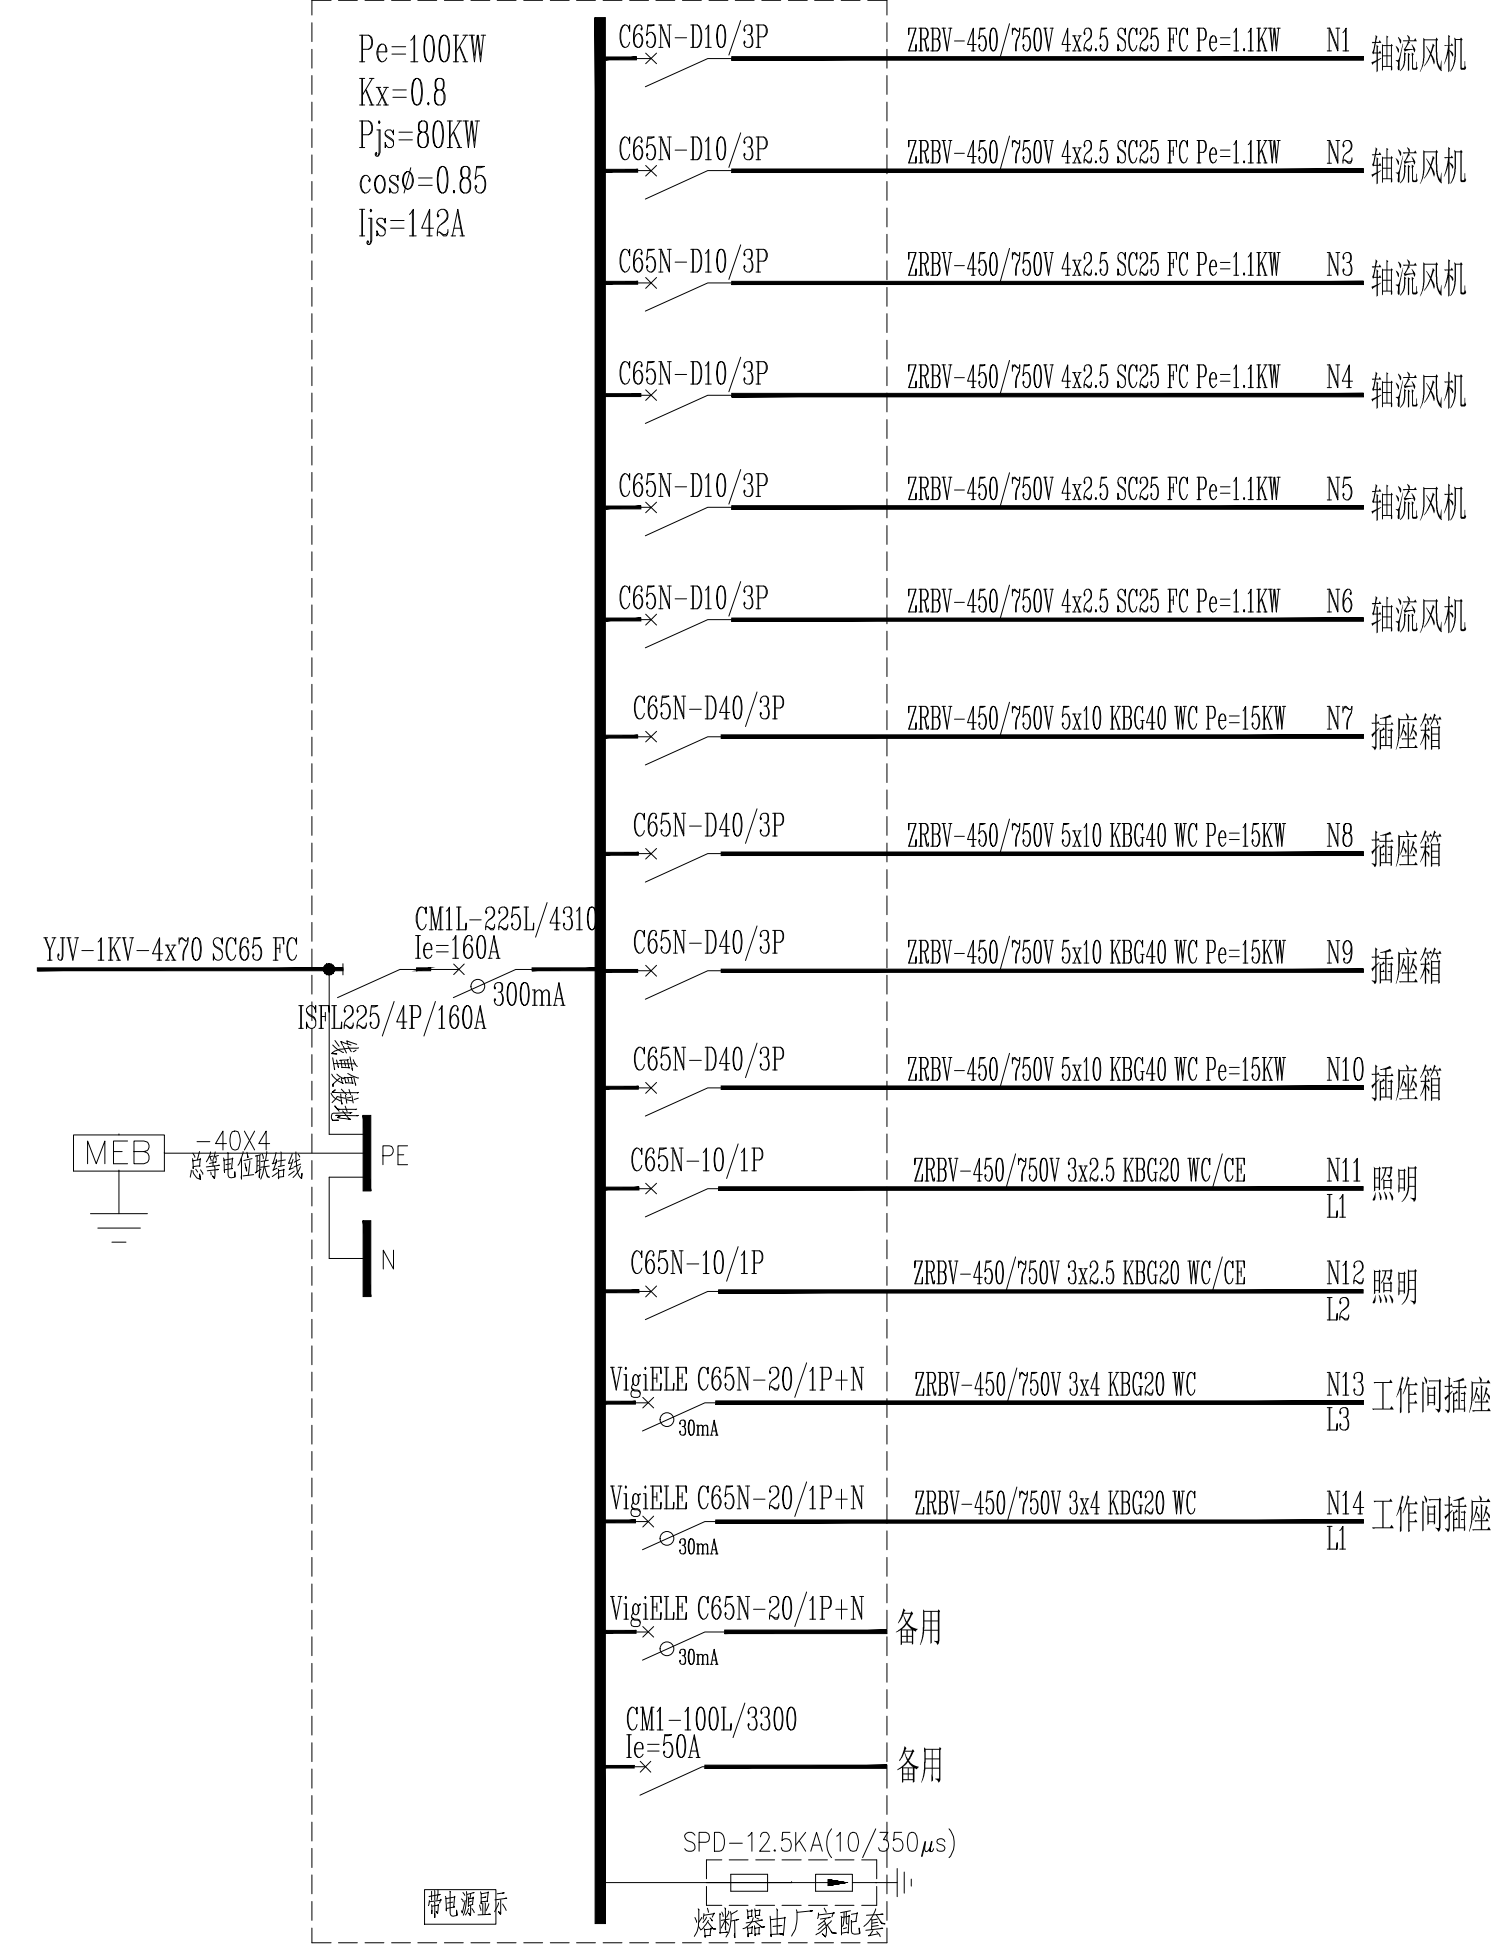 Pe=100KW
Kx=0.8
Pjs=80KW
cosø=0.85
Ijs=142A
C65N-D10/3P ZRBV-450/750V 4x2.5 SC25 FC Pe=1.1KW N1 轴流风机
C65N-D10/3P ZRBV-450/750V 4x2.5 SC25 FC Pe=1.1KW N2 轴流风机
C65N-D10/3P ZRBV-450/750V 4x2.5 SC25 FC Pe=1.1KW N3 轴流风机
C65N-D10/3P ZRBV-450/750V 4x2.5 SC25 FC Pe=1.1KW N4 轴流风机
C65N-D10/3P ZRBV-450/750V 4x2.5 SC25 FC Pe=1.1KW N5 轴流风机
C65N-D10/3P ZRBV-450/750V 4x2.5 SC25 FC Pe=1.1KW N6 轴流风机
C65N-D40/3P ZRBV-450/750V 5x10 KBG40 WC Pe=15KW N7 插座箱
C65N-D40/3P ZRBV-450/750V 5x10 KBG40 WC Pe=15KW N8 插座箱
YJV-1KV-4x70 SC65 FC
CM1L-225L/4310
Ie=160A
300mA
ISFL225/4P/160A
C65N-D40/3P ZRBV-450/750V 5x10 KBG40 WC Pe=15KW N9 插座箱
C65N-D40/3P ZRBV-450/750V 5x10 KBG40 WC Pe=15KW N10 插座箱
线重复接地
MEB
-40X4
总等电位联结线
PE
N
C65N-10/1P ZRBV-450/750V 3x2.5 KBG20 WC/CE N11 照明
L1
C65N-10/1P ZRBV-450/750V 3x2.5 KBG20 WC/CE N12 照明
L2
VigiELE C65N-20/1P+N ZRBV-450/750V 3x4 KBG20 WC N13 工作间插座
30mA L3
VigiELE C65N-20/1P+N ZRBV-450/750V 3x4 KBG20 WC N14 工作间插座
30mA L1
VigiELE C65N-20/1P+N 备用
30mA
CM1-100L/3300
Ie=50A 备用
SPD-12.5KA(10/350μs)
熔断器由厂家配套
带电源显示